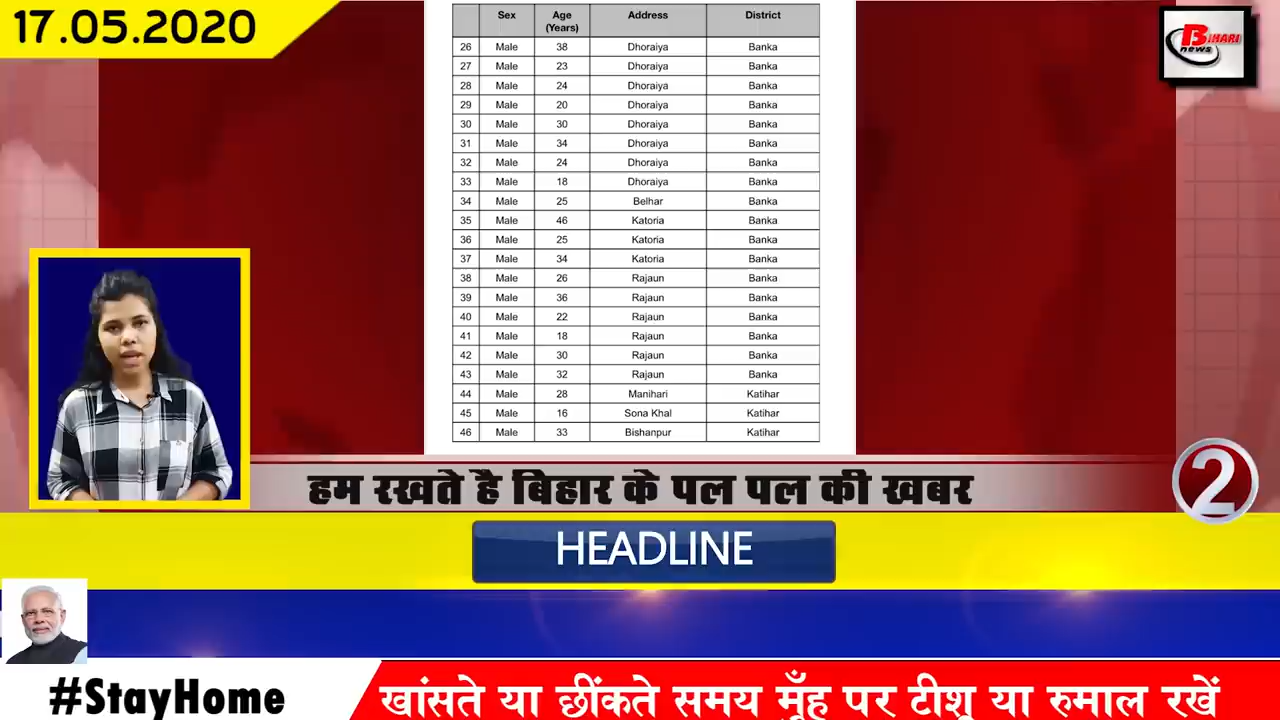 17.05.2020
BIHARI
news
Sex Age (Years) Address District
26 Male 38 Dhoraiya Banka
27 Male 23 Dhoraiya Banka
28 Male 24 Dhoraiya Banka
29 Male 20 Dhoraiya Banka
30 Male 30 Dhoraiya Banka
31 Male 34 Dhoraiya Banka
32 Male 24 Dhoraiya Banka
33 Male 18 Dhoraiya Banka
34 Male 25 Belhar Banka
35 Male 46 Katoria Banka
36 Male 25 Katoria Banka
37 Male 34 Katoria Banka
38 Male 26 Rajaun Banka
39 Male 36 Rajaun Banka
40 Male 22 Rajaun Banka
41 Male 18 Rajaun Banka
42 Male 30 Rajaun Banka
43 Male 32 Rajaun Banka
44 Male 28 Manihari Katihar
45 Male 16 Sona Khal Katihar
46 Male 33 Bishanpur Katihar
हम रखते है बिहार के पल पल की खबर
2
HEADLINE
#StayHome
खांसते या छींकते समय मूँह पर टीशू या रुमाल रखें